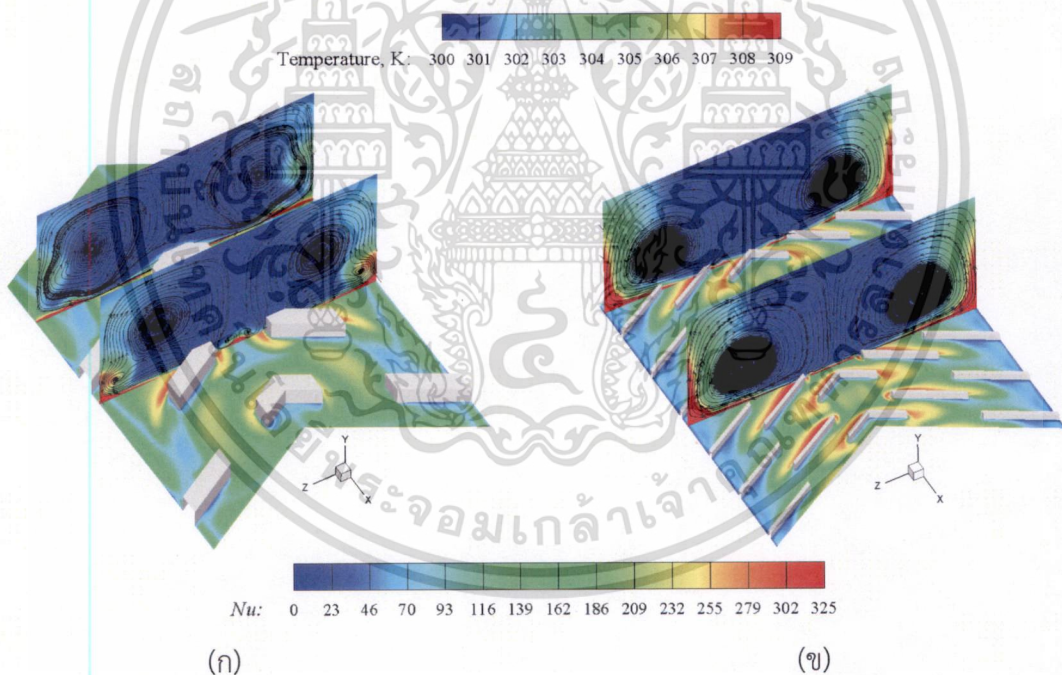 Temperature, K: 300 301 302 303 304 305 306 307 308 309
Y
Z
X
Y
Z
X
Nu: 0 23 46 70 93 116 139 162 186 209 232 255 279 302 325
(ก)
(ข)